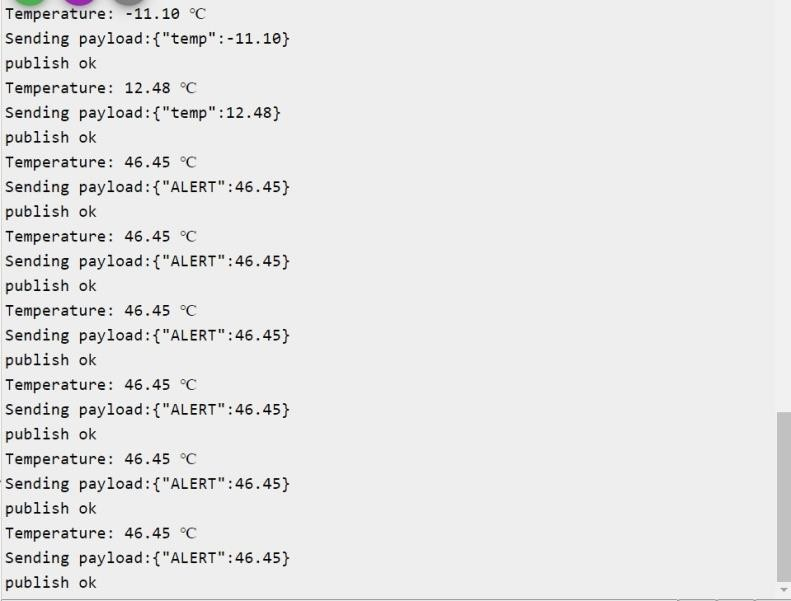 Temperature: -11.10 ℃
Sending payload:{"temp":-11.10}
publish ok
Temperature: 12.48 ℃
Sending payload:{"temp":12.48}
publish ok
Temperature: 46.45 ℃
Sending payload:{"ALERT":46.45}
publish ok
Temperature: 46.45 ℃
Sending payload:{"ALERT":46.45}
publish ok
Temperature: 46.45 ℃
Sending payload:{"ALERT":46.45}
publish ok
Temperature: 46.45 ℃
Sending payload:{"ALERT":46.45}
publish ok
Temperature: 46.45 ℃
Sending payload:{"ALERT":46.45}
publish ok
Temperature: 46.45 ℃
Sending payload:{"ALERT":46.45}
publish ok